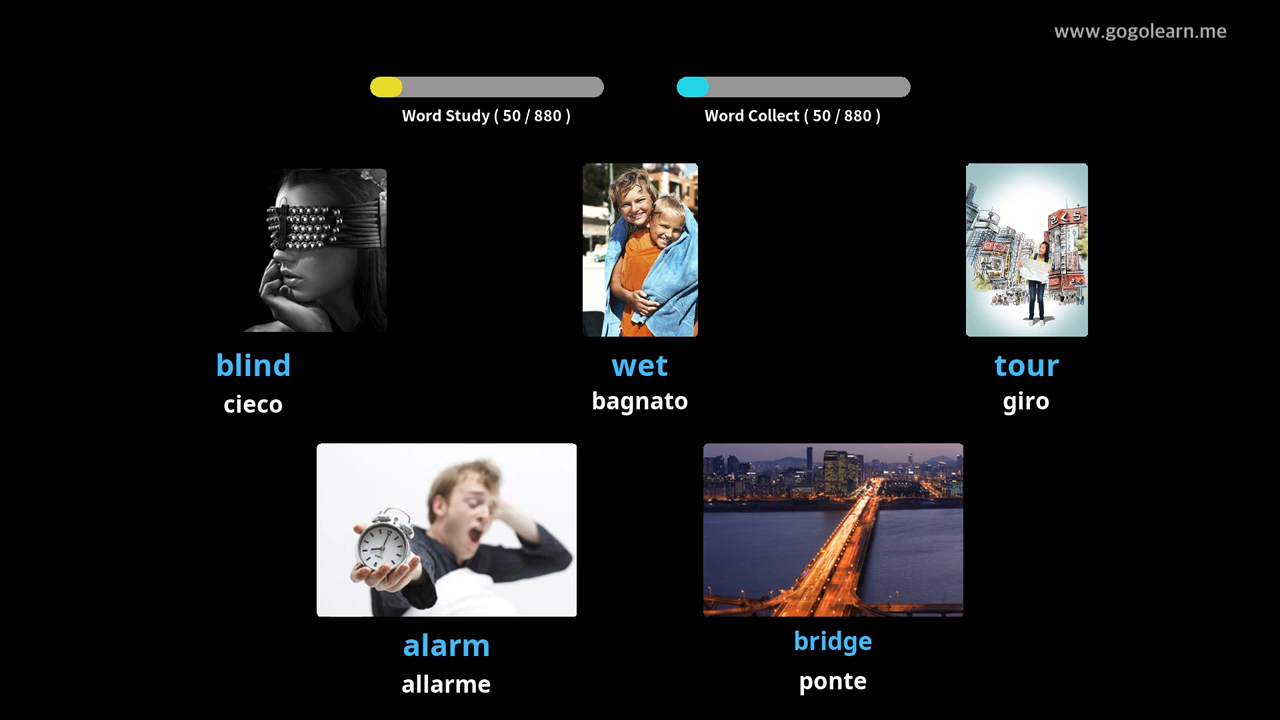 www.gogolearn.me
Word Study ( 50 / 880 )
Word Collect ( 50 / 880 )
blind
cieco
wet
bagnato
tour
giro
alarm
allarme
bridge
ponte